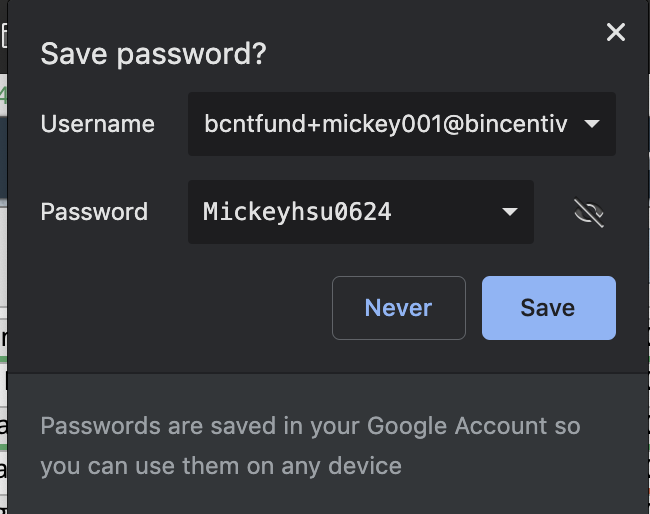 Save password?
Username
bcntfund+mickey001@bincentiv
Password
Mickeyhsu0624
Never
Save
Passwords are saved in your Google Account so
you can use them on any device